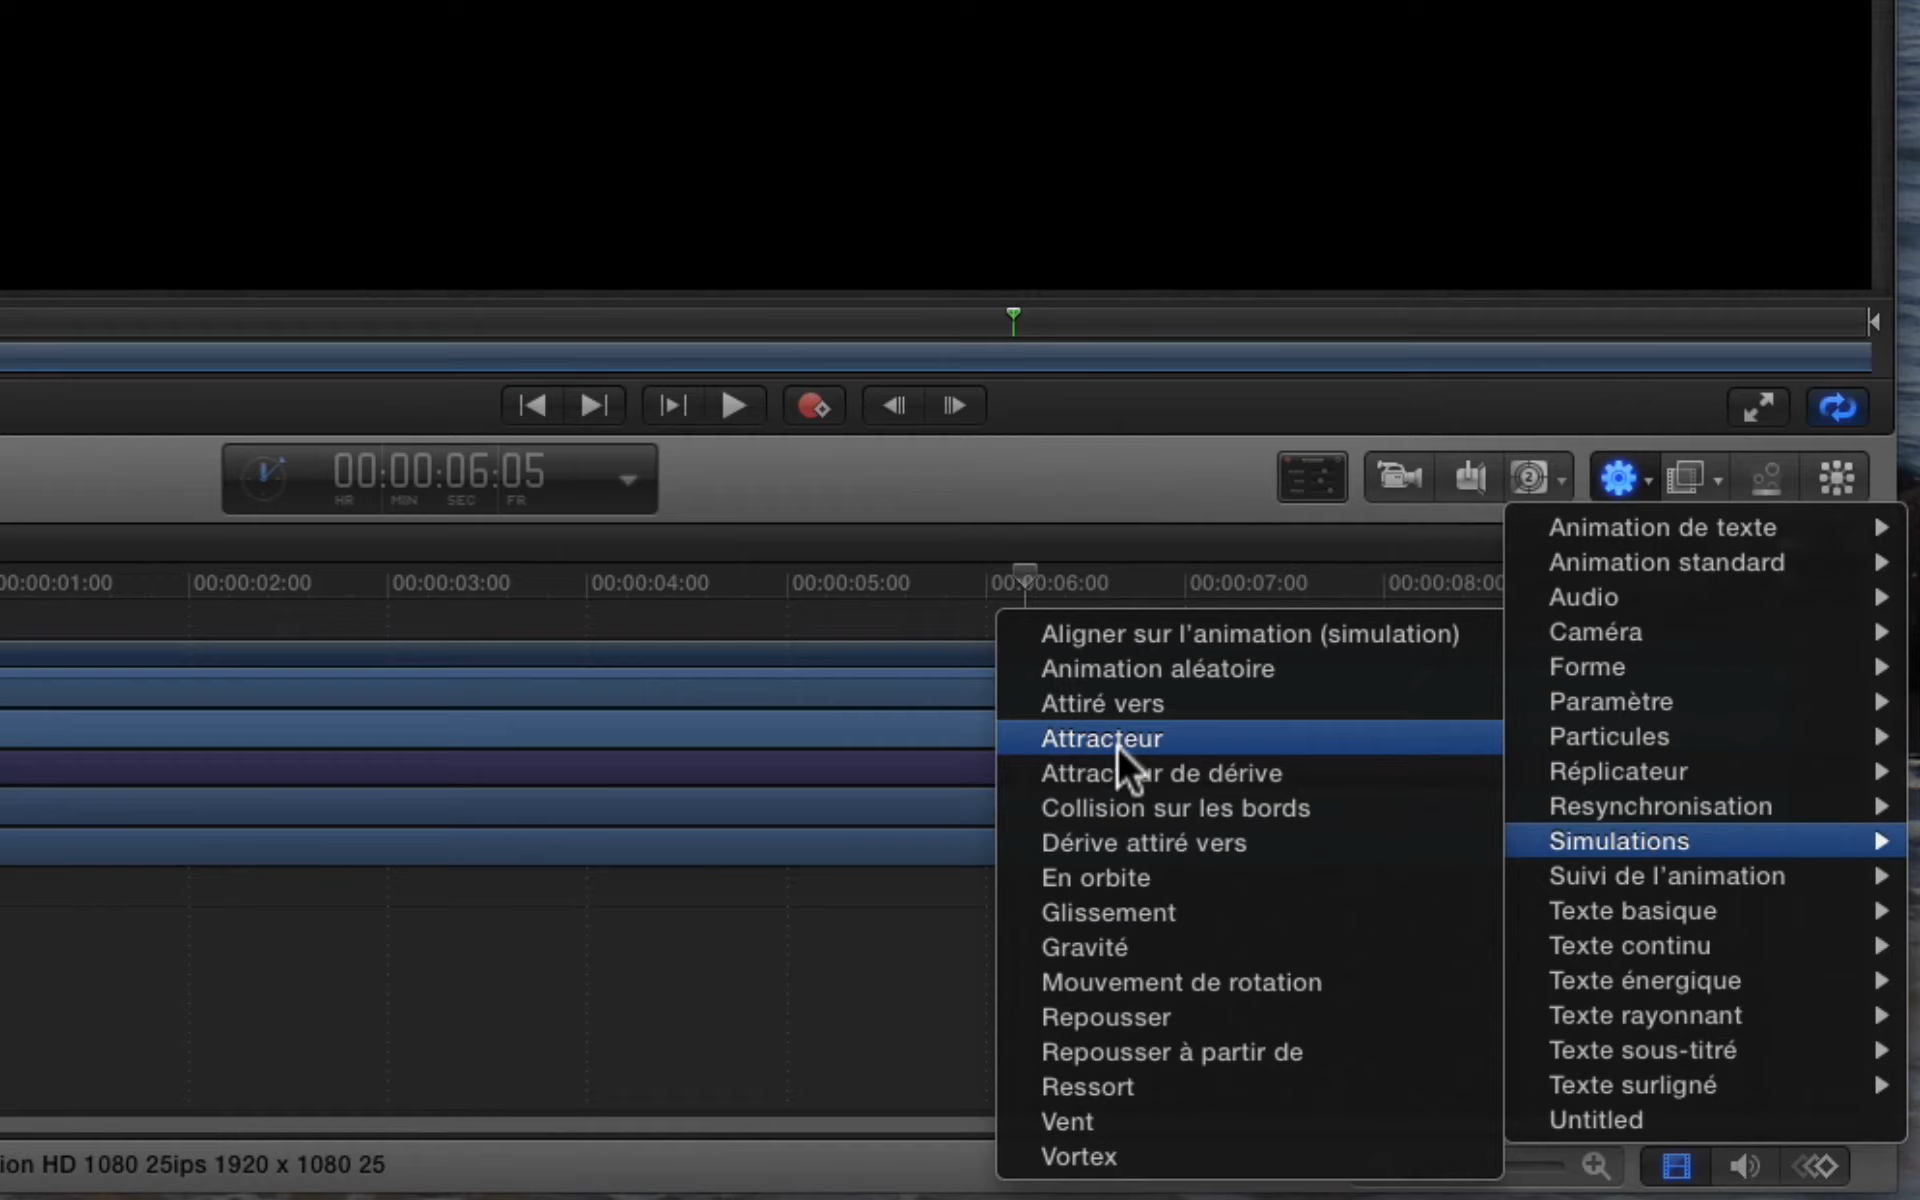 00:00:06:05
HR MIN SEC FR
2
00:00:01:00 00:00:02:00 00:00:03:00 00:00:04:00 00:00:05:00 00:00:06:00 00:00:07:00 00:00:08:00
Animation de texte
Animation standard
Audio
Caméra
Forme
Paramètre
Particules
Réplicateur
Resynchronisation
Simulations
Suivi de l'animation
Texte basique
Texte continu
Texte énergique
Texte rayonnant
Texte sous-titré
Texte surligné
Untitled
Aligner sur l'animation (simulation)
Animation aléatoire
Attiré vers
Attracteur
Attracteur de dérive
Collision sur les bords
Dérive attiré vers
En orbite
Glissement
Gravité
Mouvement de rotation
Repousser
Repousser à partir de
Ressort
Vent
Vortex
ion HD 1080 25ips 1920 x 1080 25